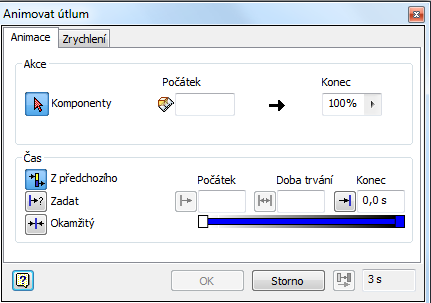 Animovat útlum
Animace
Zrychlení
Akce
Počátek
Konec
Komponenty
100%
Čas
Z předchozího
Počátek
Doba trvání
Konec
Zadat
0,0 s
Okamžitý
OK
Storno
3 s